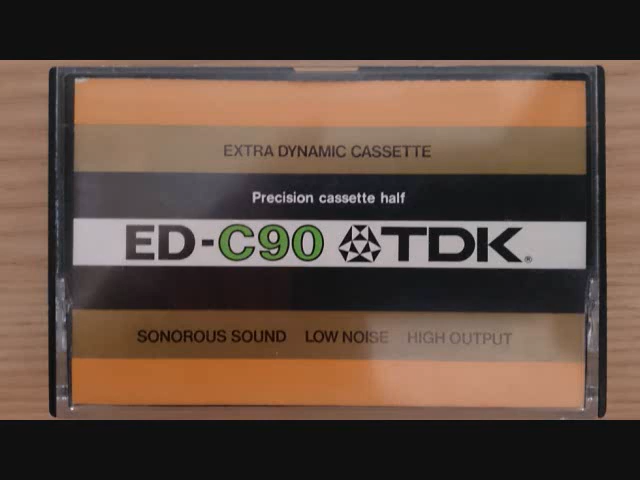 EXTRA DYNAMIC CASSETTE
Precision cassette half
ED-C90 TDK®
SONOROUS SOUND LOW NOISE HIGH OUTPUT